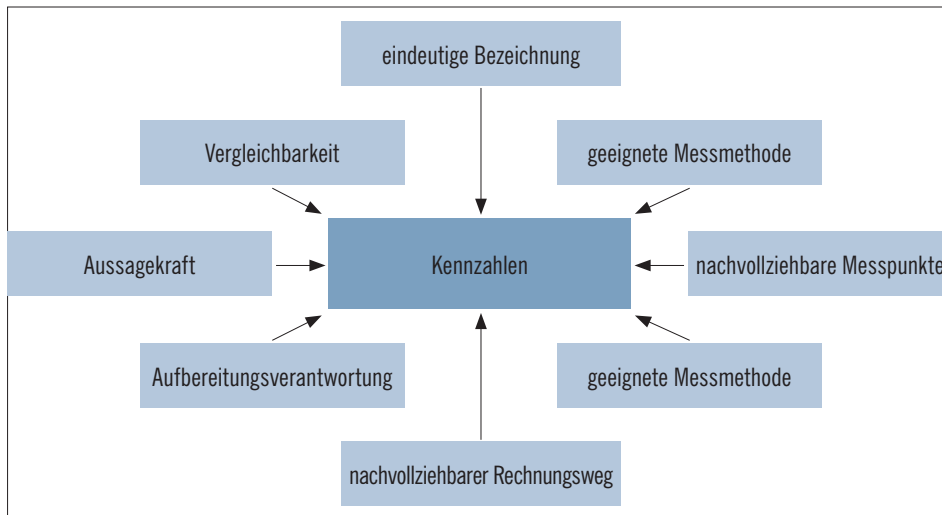 eindeutige Bezeichnung
Vergleichbarkeit
geeignete Messmethode
Aussagekraft
Kennzahlen
nachvollziehbare Messpunkte
Aufbereitungsverantwortung
geeignete Messmethode
nachvollziehbarer Rechnungsweg